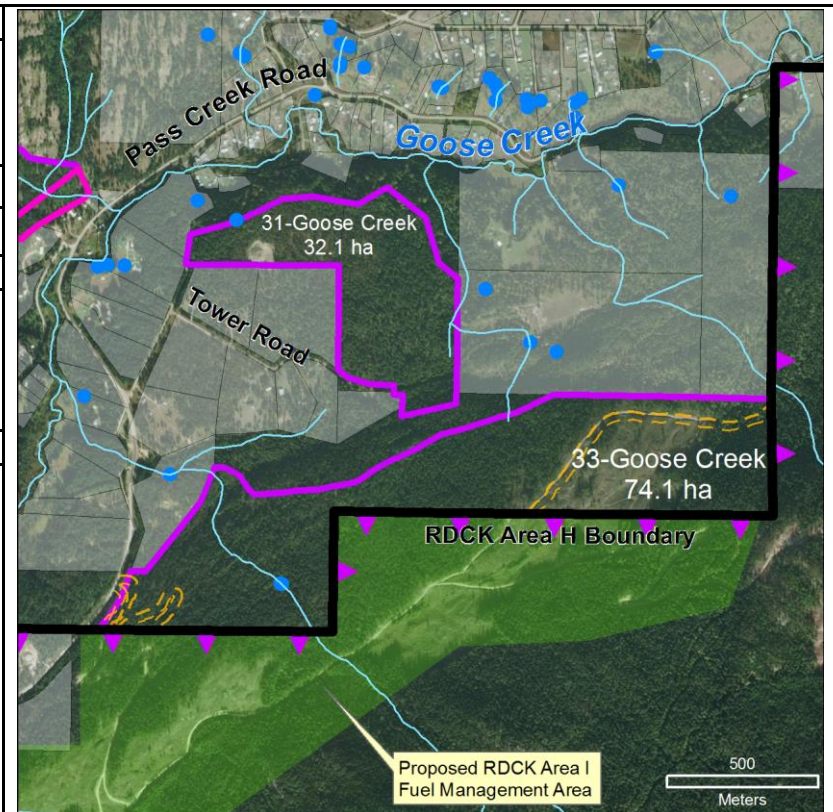 Pass Creek Road
Goose Creek
31-Goose Creek
32.1 ha
Tower Road
33-Goose Creek
74.1 ha
RDCK Area H Boundary
Proposed RDCK Area I
Fuel Management Area
500
Meters